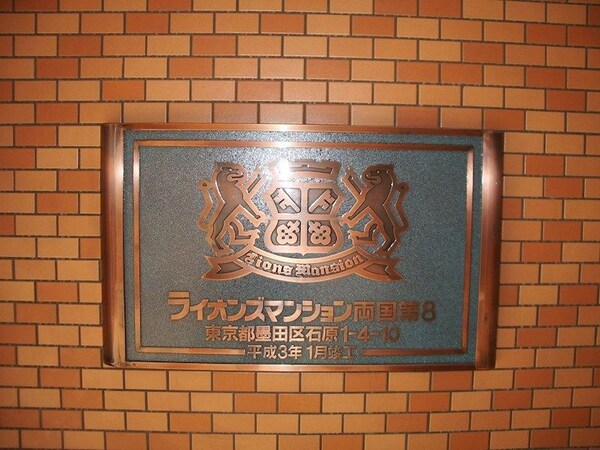 Lions Mansion
ライオンズマンション両国第8
東京都墨田区石原1-4-10
平成3年1月竣工